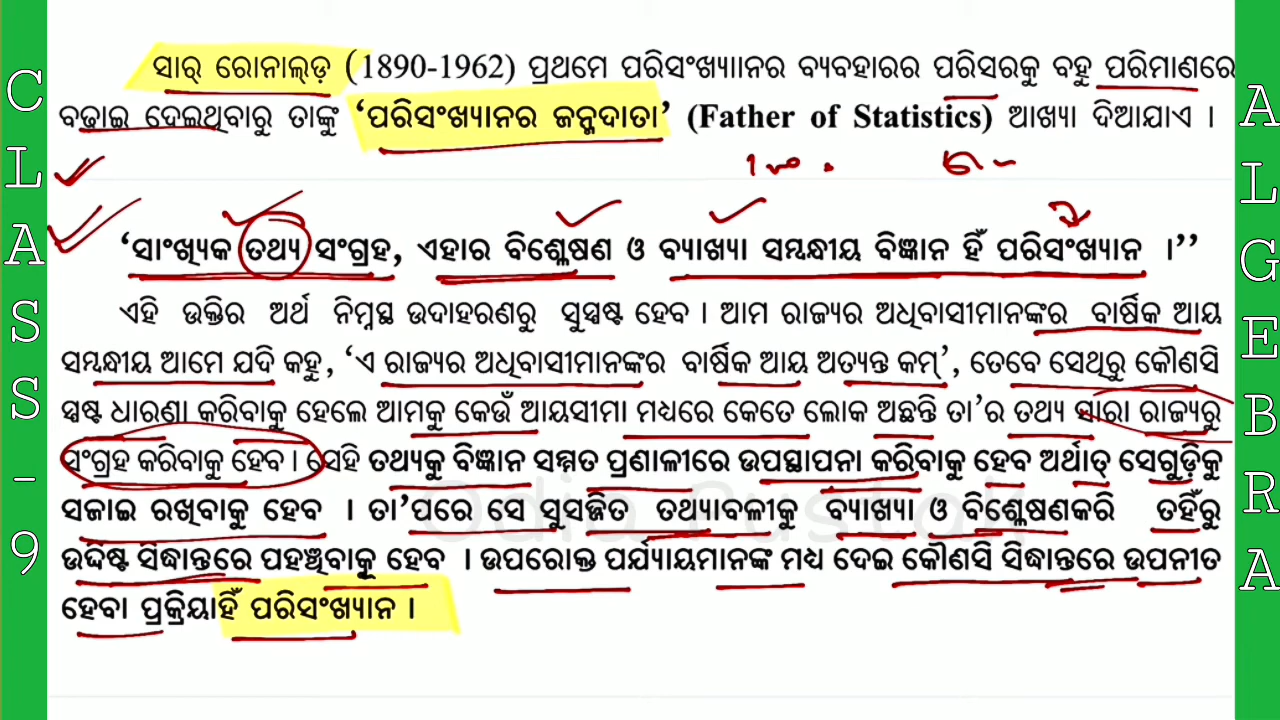 CLASS-9
ସାର୍ ରୋନାଲ୍‌ଡ଼ (1890-1962) ପ୍ରଥମେ ପରିସଂଖ୍ୟାାନର ବ୍ୟବହାରର ପରିସରକୁ ବହୁ ପରିମାଣରେ
ବଢାଇ ଦେଇଥିବାରୁ ତାଙ୍କୁ ‘ପରିସଂଖ୍ୟାନର ଜନ୍ମଦାତା’ (Father of Statistics) ଆଖ୍ୟା ଦିଆଯାଏ ।
‘ସାଂଖ୍ୟିକ ତଥ୍ୟ ସଂଗ୍ରହ, ଏହାର ବିଶ୍ଳେଷଣ ଓ ବ୍ୟାଖ୍ୟା ସମ୍ବନ୍ଧୀୟ ବିଜ୍ଞାନ ହିଁ ପରିସଂଖ୍ୟାନ ।’’
ଏହି ଉକ୍ତିର ଅର୍ଥ ନିମ୍ନସ୍ଥ ଉଦାହରଣରୁ ସୁସ୍ପଷ୍ଟ ହେବ । ଆମ ରାଜ୍ୟର ଅଧିବାସୀମାନଙ୍କର ବାର୍ଷିକ ଆୟ
ସମ୍ବନ୍ଧୀୟ ଆମେ ଯଦି କହୁ, ‘ଏ ରାଜ୍ୟର ଅଧିବାସୀମାନଙ୍କର ବାର୍ଷିକ ଆୟ ଅତ୍ୟନ୍ତ କମ୍’, ତେବେ ସେଥିରୁ କୌଣସି
ସ୍ପଷ୍ଟ ଧାରଣା କରିବାକୁ ହେଲେ ଆମକୁ କେଉଁ ଆୟସୀମା ମଧ୍ୟରେ କେତେ ଲୋକ ଅଛନ୍ତି ତା’ର ତଥ୍ୟ ସାରା ରାଜ୍ୟରୁ
ସଂଗ୍ରହ କରିବାକୁ ହେବ । ସେହି ତଥ୍ୟକୁ ବିଜ୍ଞାନ ସମ୍ମତ ପ୍ରଣାଳୀରେ ଉପସ୍ଥାପନା କରିବାକୁ ହେବ ଅର୍ଥାତ୍ ସେଗୁଡ଼ିକୁ
ସଜାଇ ରଖିବାକୁ ହେବ । ତା’ପରେ ସେ ସୁସଜ୍ଜିତ ତଥ୍ୟାବଳୀକୁ ବ୍ୟାଖ୍ୟା ଓ ବିଶ୍ଳେଷଣକରି ତହିଁରୁ
ଉଦ୍ଦିଷ୍ଟ ସିଦ୍ଧାନ୍ତରେ ପହଞ୍ଚିବାକୁ ହେବ । ଉପରୋକ୍ତ ପର୍ଯ୍ୟାୟମାନଙ୍କ ମଧ୍ୟ ଦେଇ କୌଣସି ସିଦ୍ଧାନ୍ତରେ ଉପନୀତ
ହେବା ପ୍ରକ୍ରିୟାହିଁ ପରିସଂଖ୍ୟାନ ।
ALGEBRA